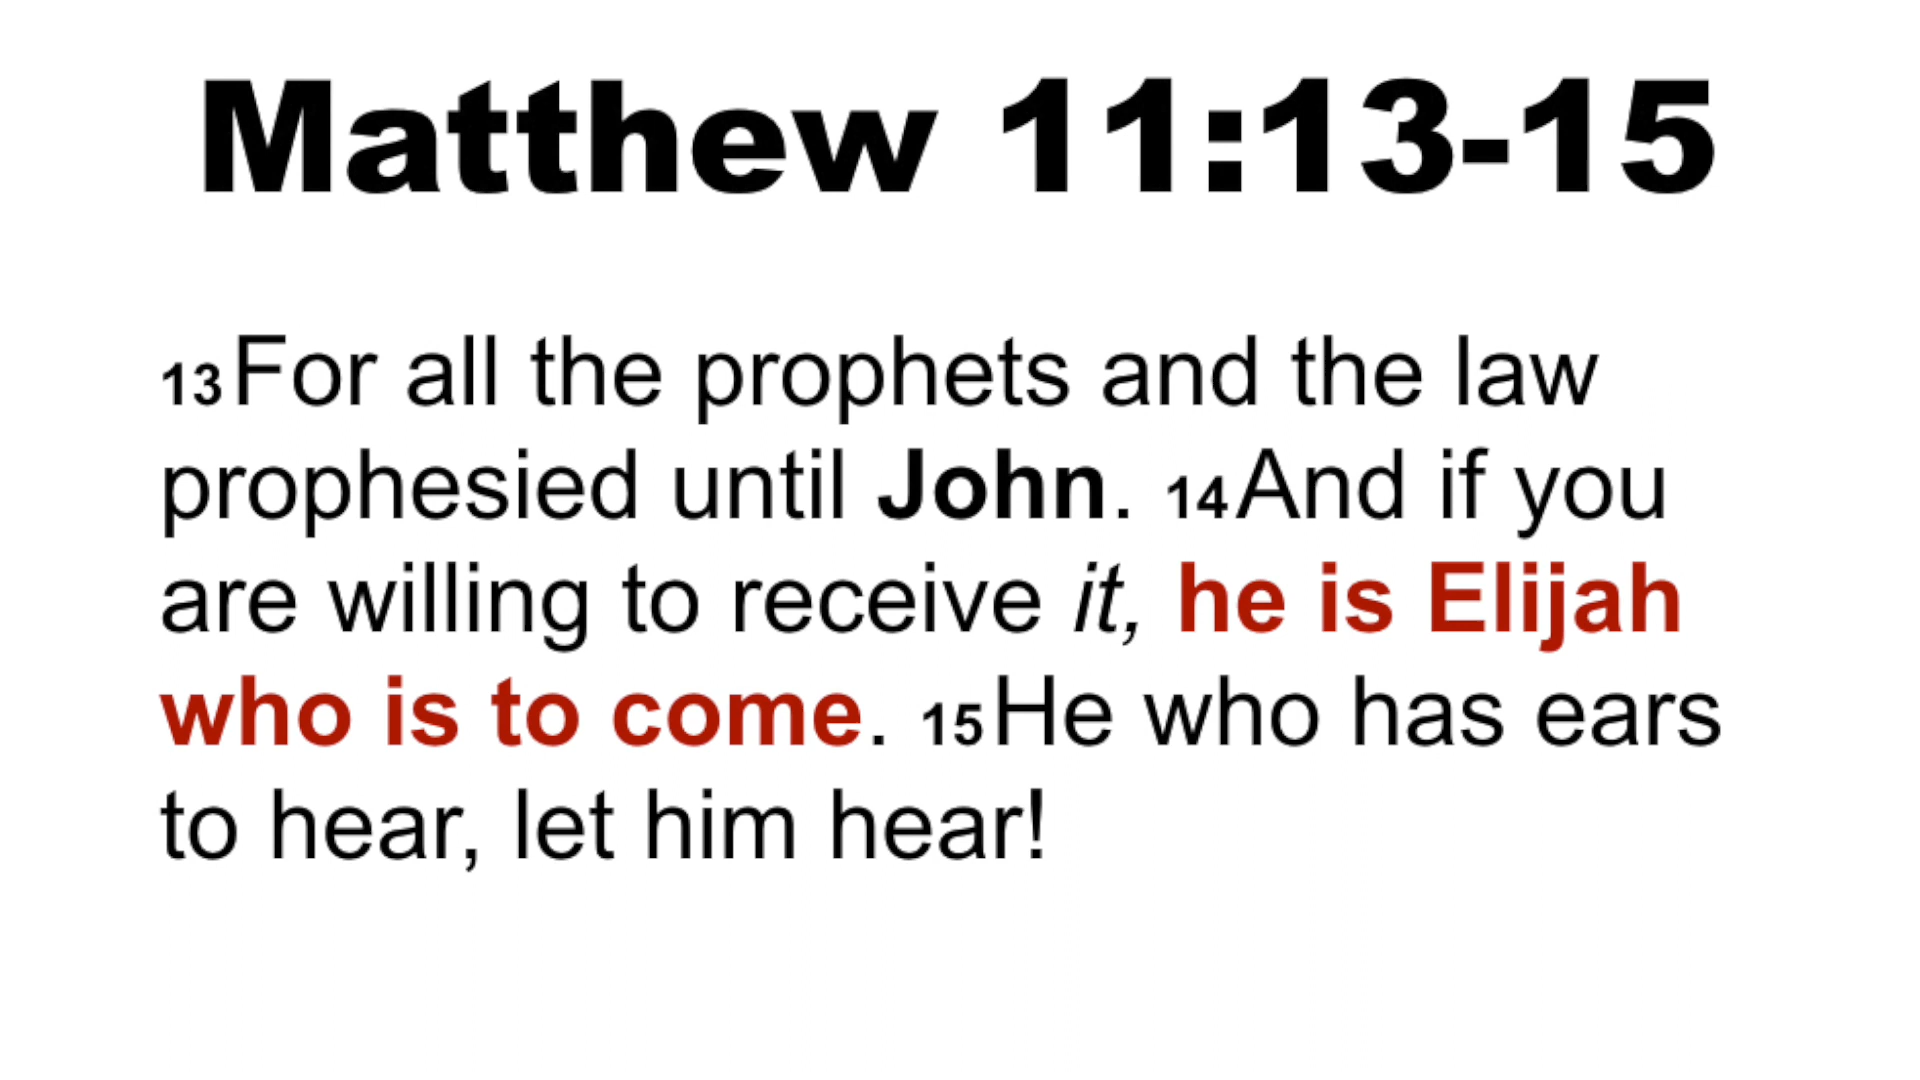 Matthew 11:13-15
13For all the prophets and the law
prophesied until John. 14And if you
are willing to receive it, he is Elijah
who is to come. 15He who has ears
to hear, let him hear!